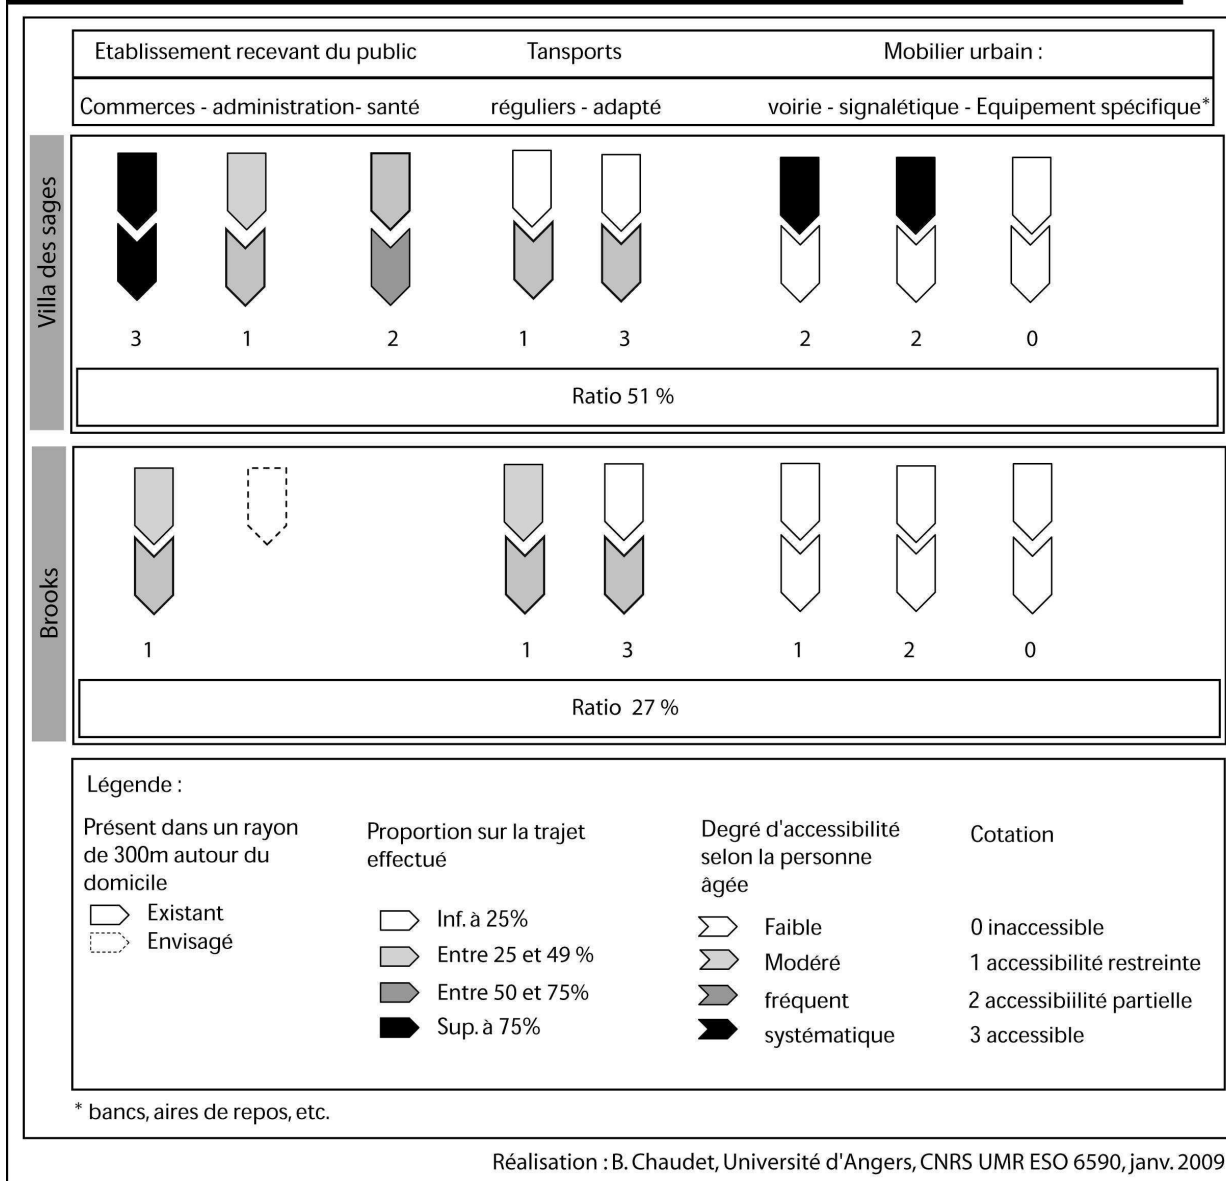 Etablissement recevant du public Tansports Mobilier urbain :
Commerces - administration- santé réguliers - adapté voirie - signalétique - Equipement spécifique*
Villa des sages
3 1 2 1 3 2 2 0
Ratio 51 %
Brooks
1 1 3 1 2 0
Ratio 27 %
Légende :
Présent dans un rayon
de 300m autour du
domicile
Existant
Envisagé
Proportion sur la trajet
effectué
Inf. à 25%
Entre 25 et 49 %
Entre 50 et 75%
Sup. à 75%
Degré d'accessibilité
selon la personne
âgée
Faible
Modéré
fréquent
systématique
Cotation
0 inaccessible
1 accessibilité restreinte
2 accessibiilité partielle
3 accessible
* bancs, aires de repos, etc.
Réalisation : B. Chaudet, Université d'Angers, CNRS UMR ESO 6590, janv. 2009